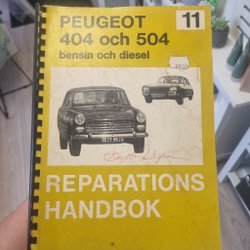 PEUGEOT 11
404 och 504
bensin och diesel
REPARATIONS
HANDBOK